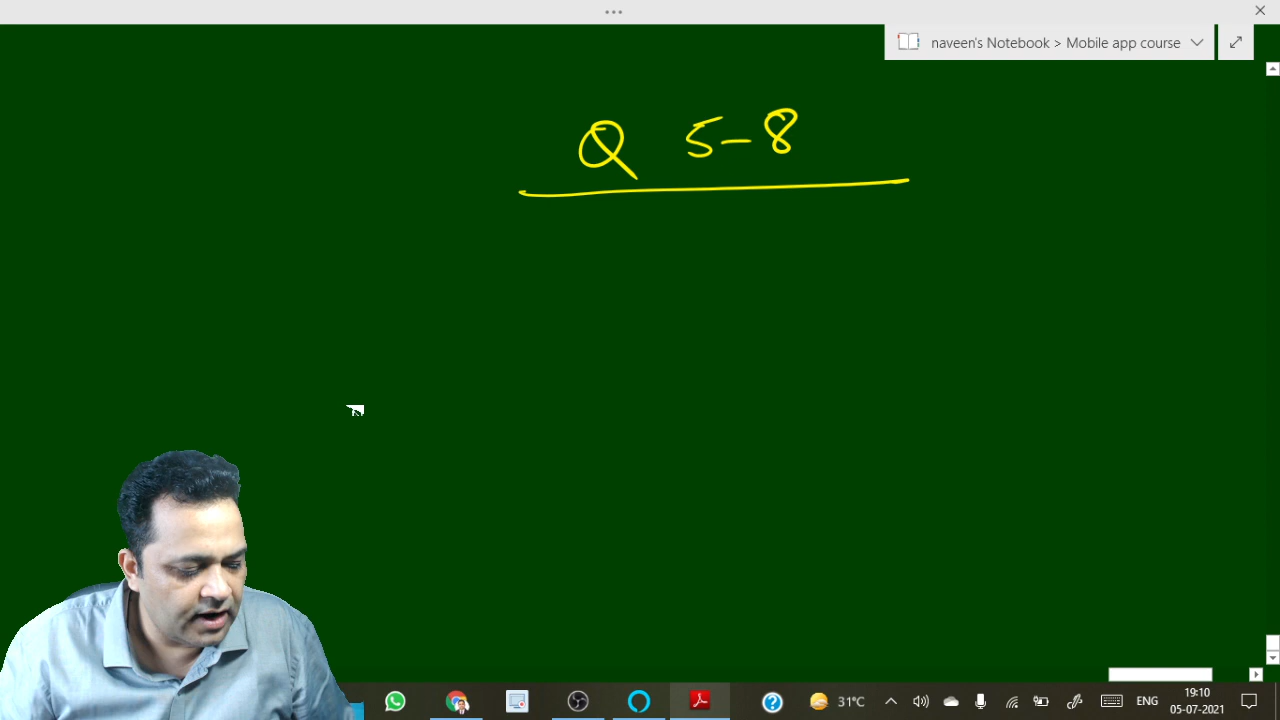 naveen's Notebook > Mobile app course
Q 5-8
31°C
ENG
19:10
05-07-2021